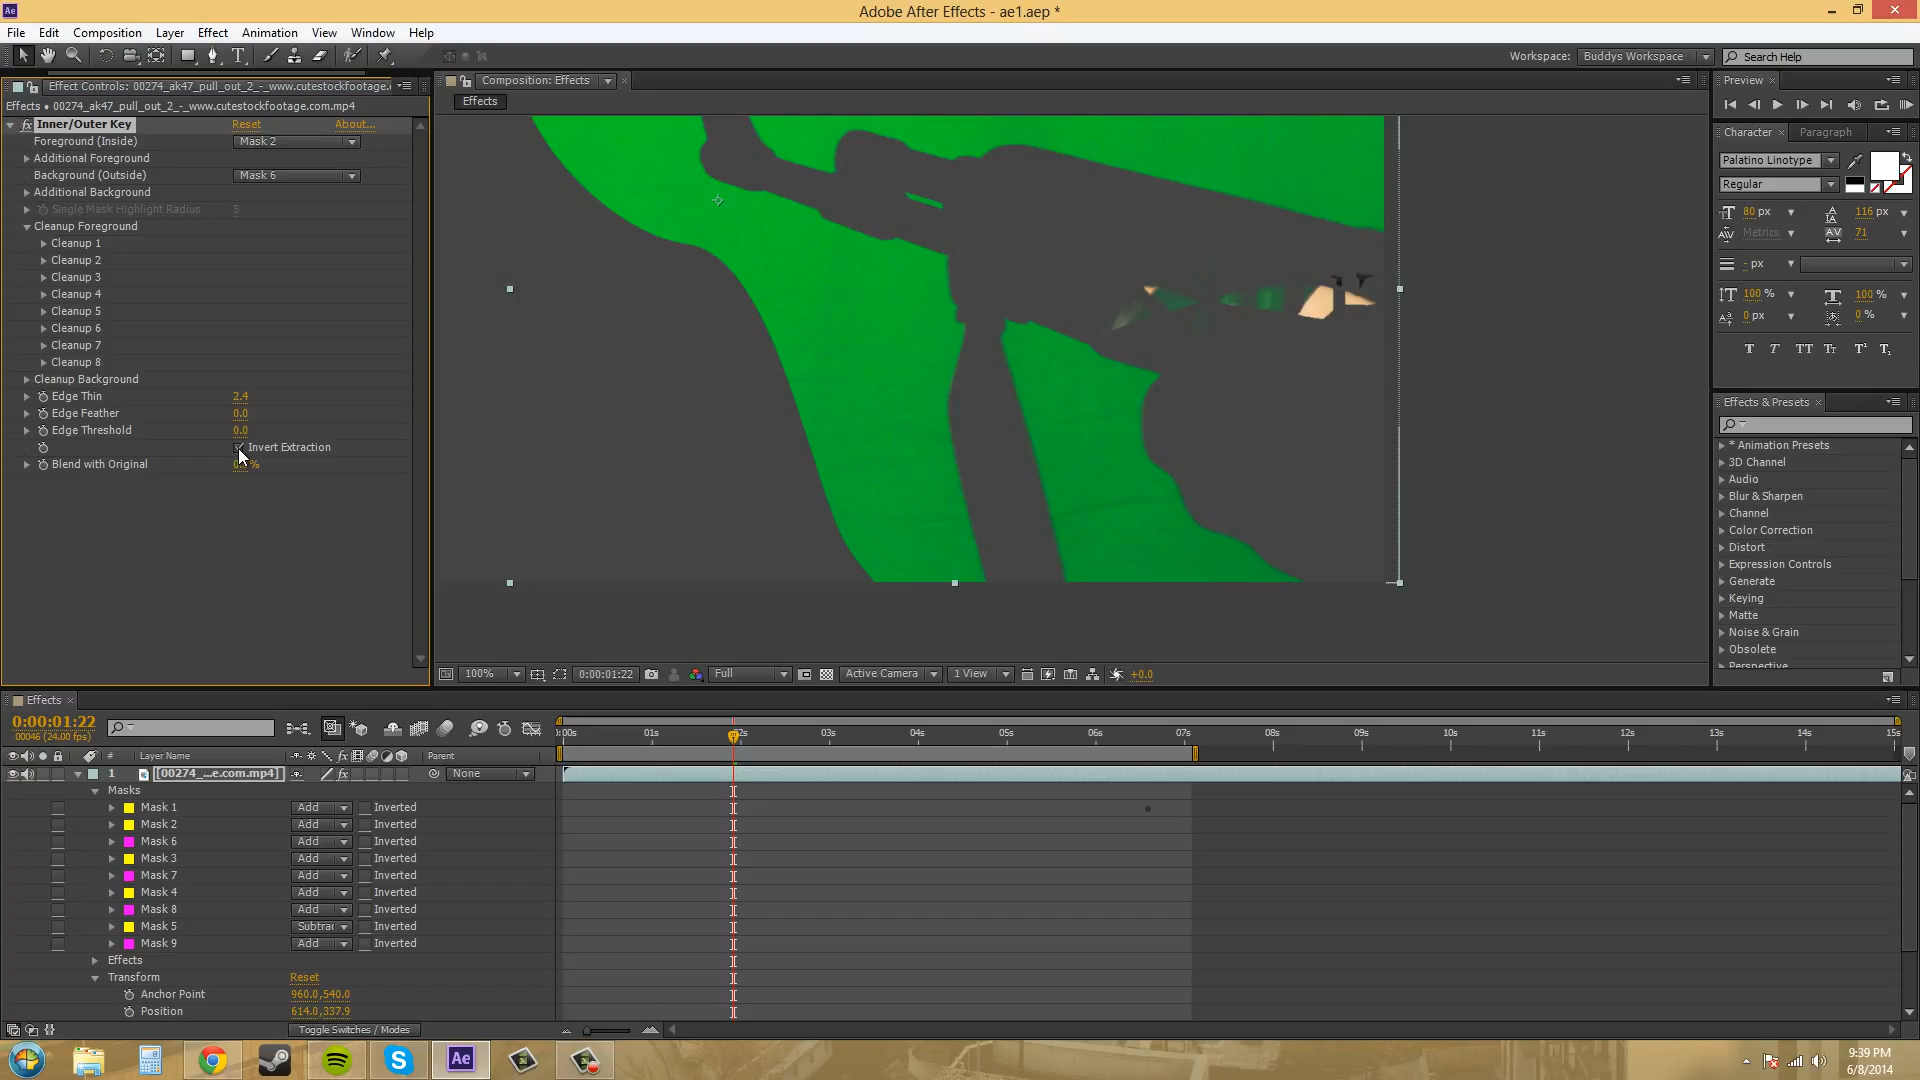 Ae Adobe After Effects - ae1.aep *
File Edit Composition Layer Effect Animation View Window Help
Workspace: Buddys Workspace Search Help
Effect Controls: 00274_ak47_pull_out_2_-_www.cutestockfootage.
Effects • 00274_ak47_pull_out_2_-_www.cutestockfootage.com.mp4
fx Inner/Outer Key Reset About...
Foreground (Inside) Mask 2
Additional Foreground
Background (Outside) Mask 6
Additional Background
Single Mask Highlight Radius 5
Cleanup Foreground
Cleanup 1
Cleanup 2
Cleanup 3
Cleanup 4
Cleanup 5
Cleanup 6
Cleanup 7
Cleanup 8
Cleanup Background
Edge Thin 2.4
Edge Feather 0.0
Edge Threshold 0.0
Invert Extraction
Blend with Original %
Composition: Effects
Effects
100% 0:00:01:22 Full Active Camera 1 View +0.0
Preview
Character Paragraph
Palatino Linotype
Regular
80 px 116 px
Metrics 71
- px
100 % 100 %
0 px 0 %
T T TT Tt T¹ T₁
Effects & Presets
* Animation Presets
3D Channel
Audio
Blur & Sharpen
Channel
Color Correction
Distort
Expression Controls
Generate
Keying
Matte
Noise & Grain
Obsolete
Perspective
Effects
0:00:01:22
00046 (24.00 fps)
:00s 01s 02s 03s 04s 05s 06s 07s 08s 09s 10s 11s 12s 13s 14s 15s
# Layer Name Parent
1 [00274_...e.com.mp4] None
Masks
Mask 1 Add Inverted
Mask 2 Add Inverted
Mask 6 Add Inverted
Mask 3 Add Inverted
Mask 7 Add Inverted
Mask 4 Add Inverted
Mask 8 Add Inverted
Mask 5 Subtrac Inverted
Mask 9 Add Inverted
Effects
Transform Reset
Anchor Point 960.0,540.0
Position 614.0,337.9
Toggle Switches / Modes
Ae
9:39 PM
6/8/2014